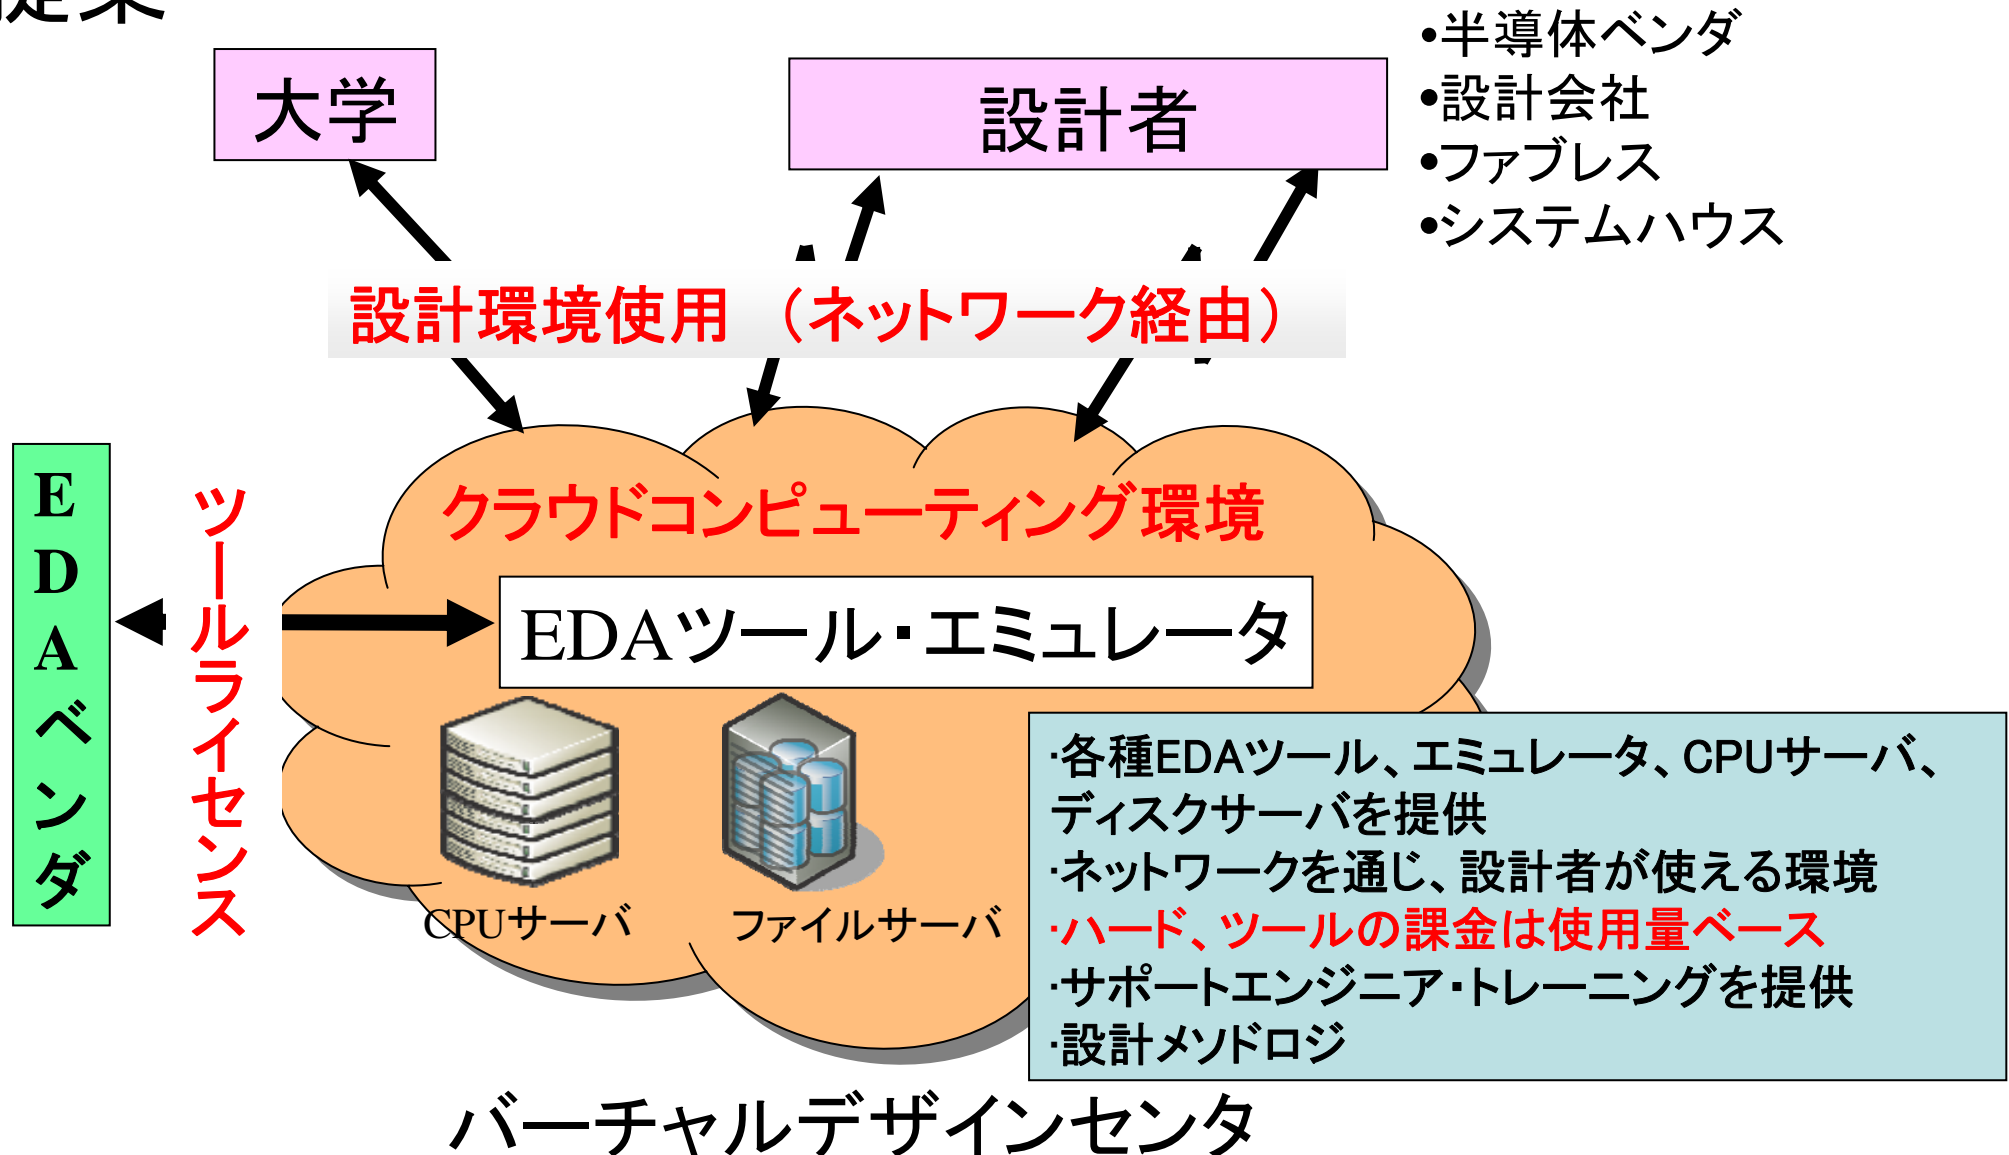 大学
設計者
•半導体ベンダ
•設計会社
•ファブレス
•システムハウス
設計環境使用　（ネットワーク経由）
EDAベンダ
ツールライセンス
クラウドコンピューティング環境
EDAツール・エミュレータ
CPUサーバ
ファイルサーバ
·各種EDAツール、エミュレータ、CPUサーバ、
ディスクサーバを提供
·ネットワークを通じ、設計者が使える環境
·ハード、ツールの課金は使用量ベース
·サポートエンジニア・トレーニングを提供
·設計メソドロジ
バーチャルデザインセンタ